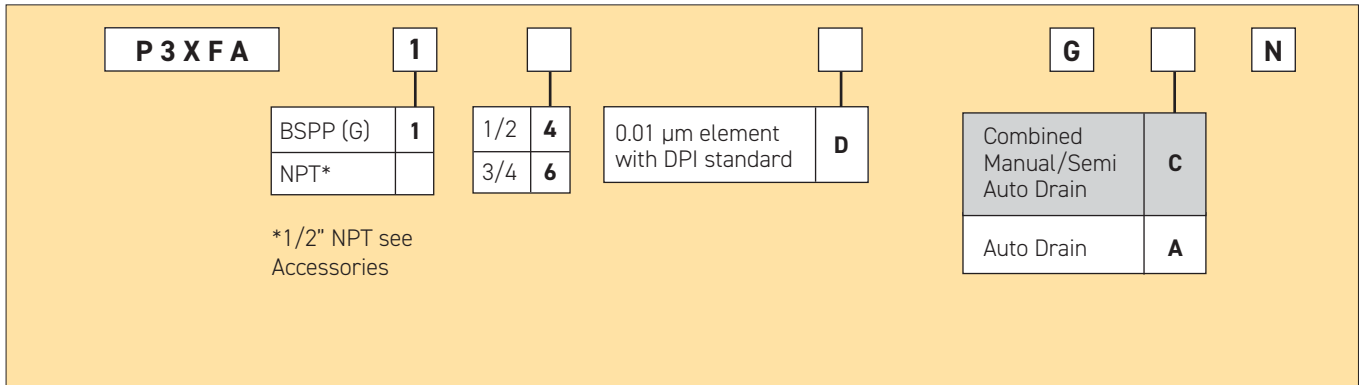 P3XFA 1 G N
BSPP (G) 1
NPT*
*1/2" NPT see
Accessories
1/2 4
3/4 6
0.01 µm element
with DPI standard
D
Combined
Manual/Semi
Auto Drain
C
Auto Drain A